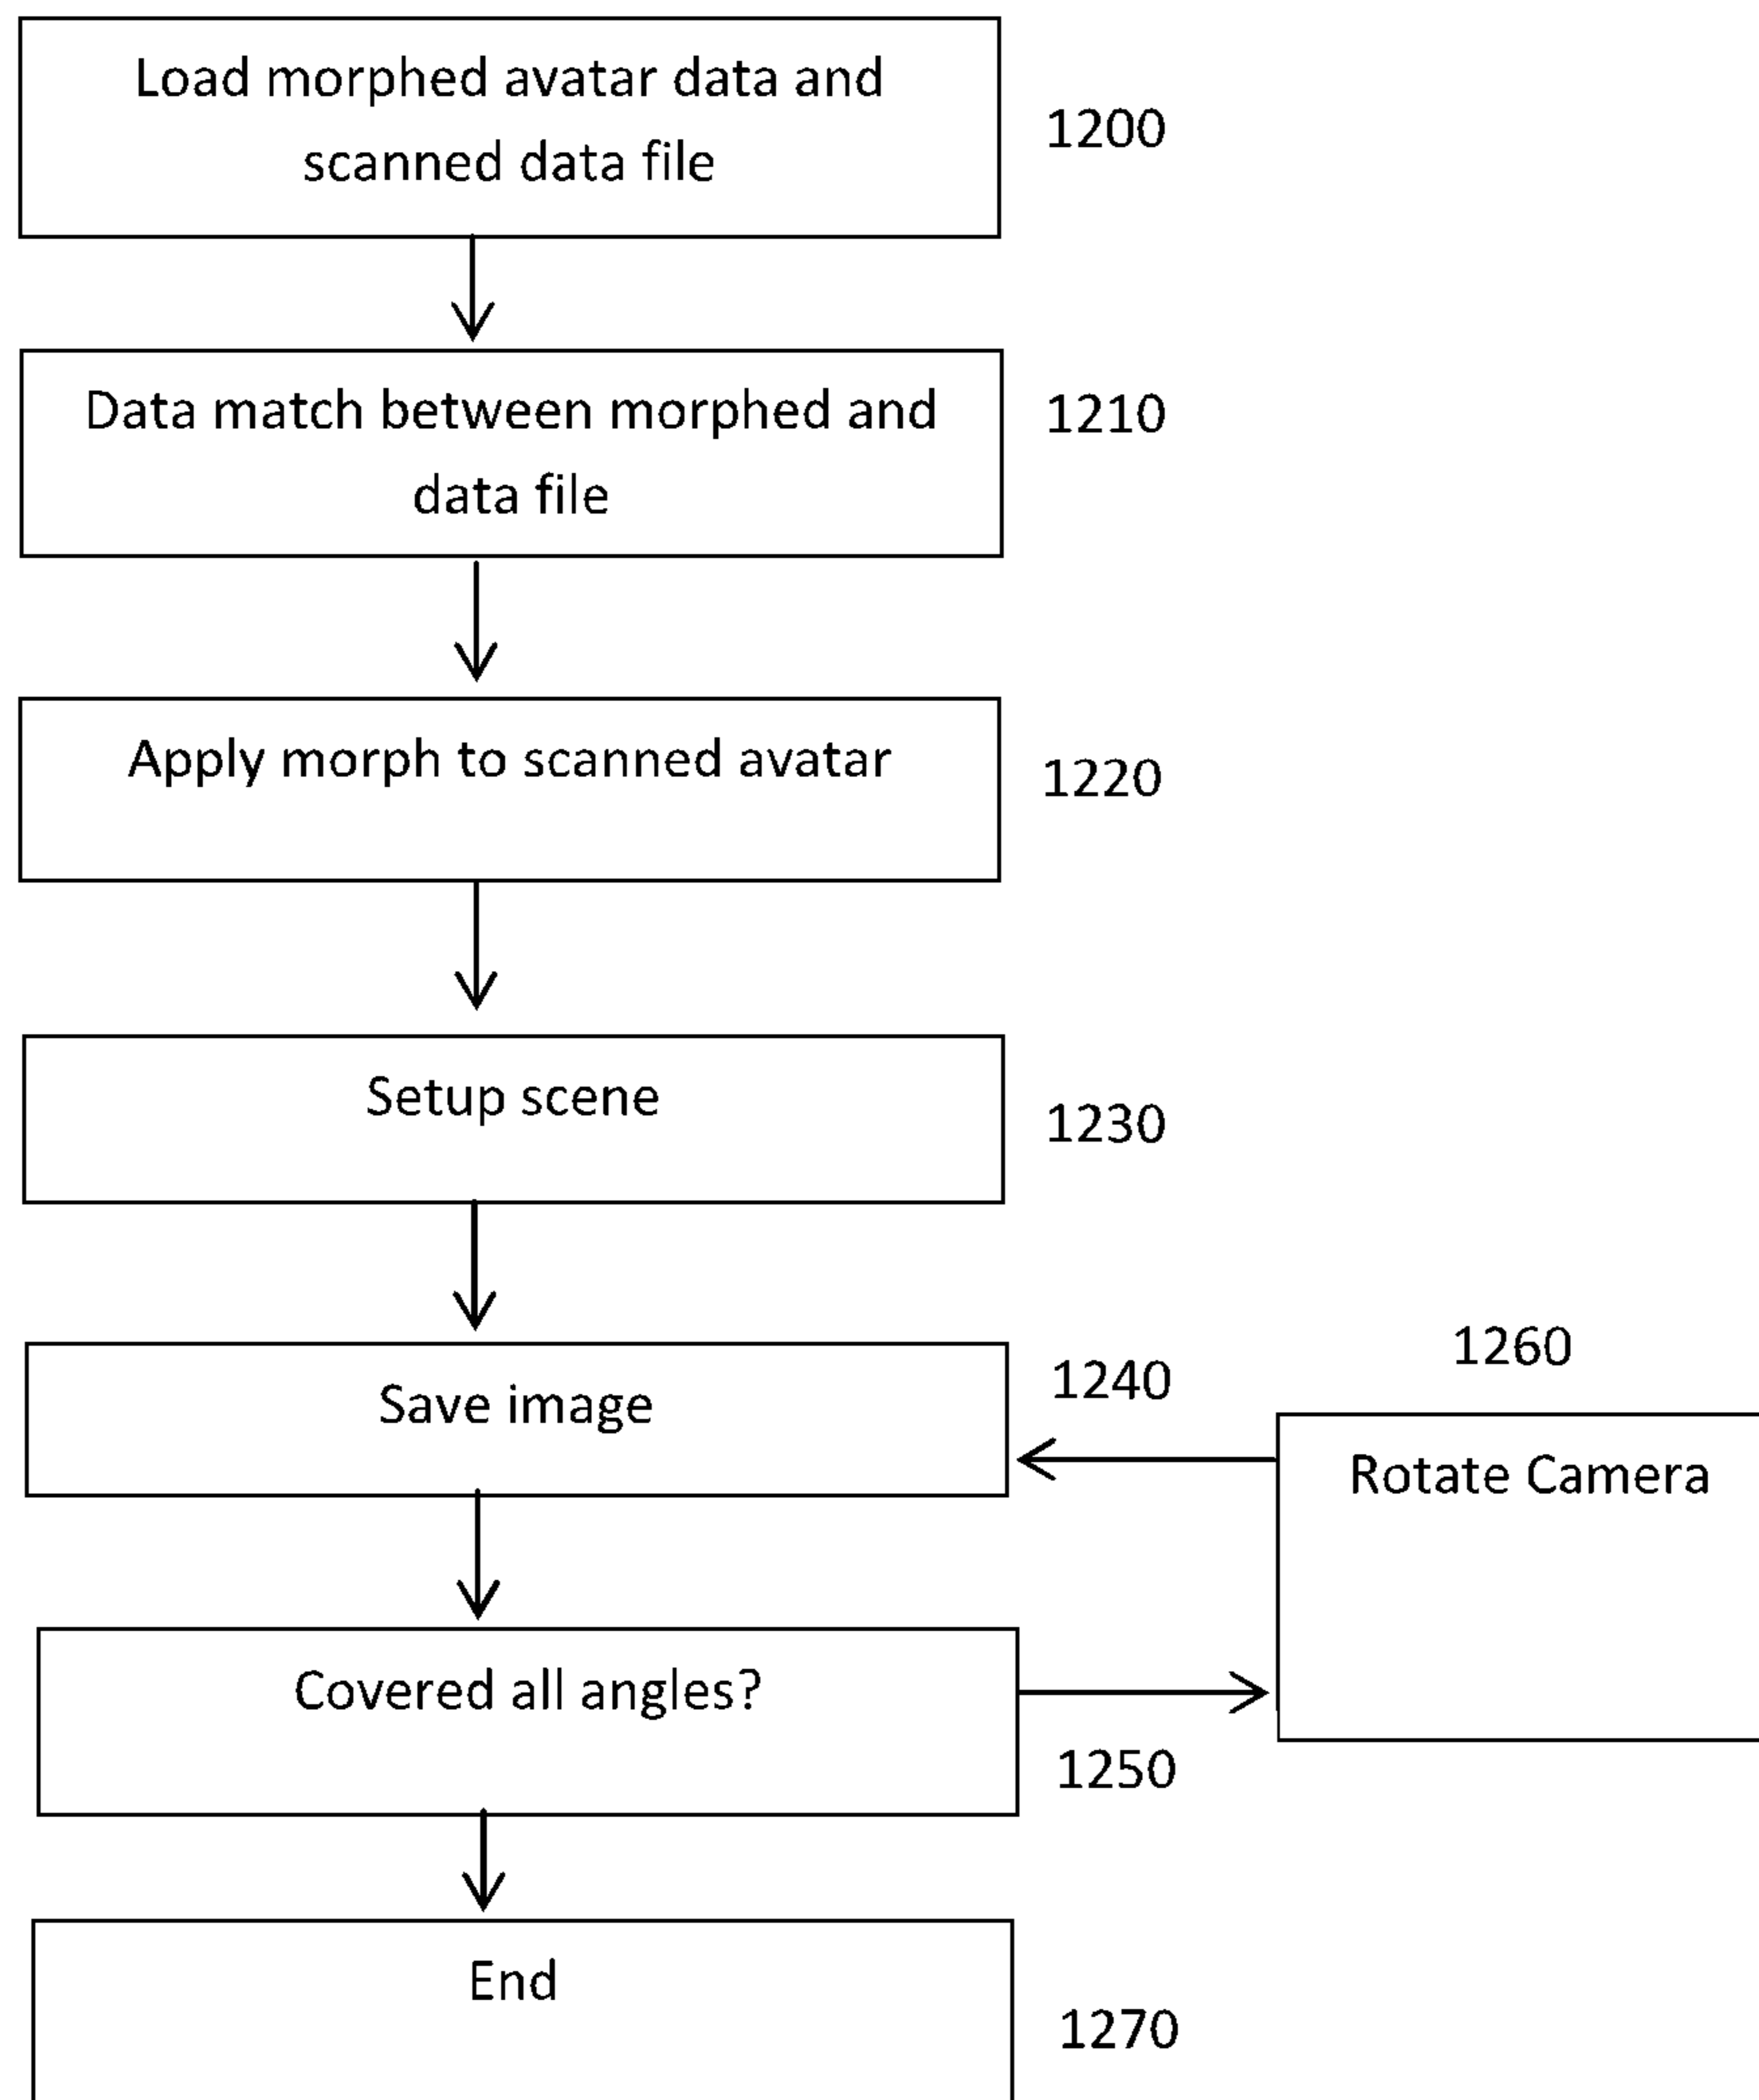 Load morphed avatar data and
scanned data file
1200
Data match between morphed and
data file
1210
Apply morph to scanned avatar
1220
Setup scene
1230
Save image
1240
1260
Rotate Camera
Covered all angles?
1250
End
1270